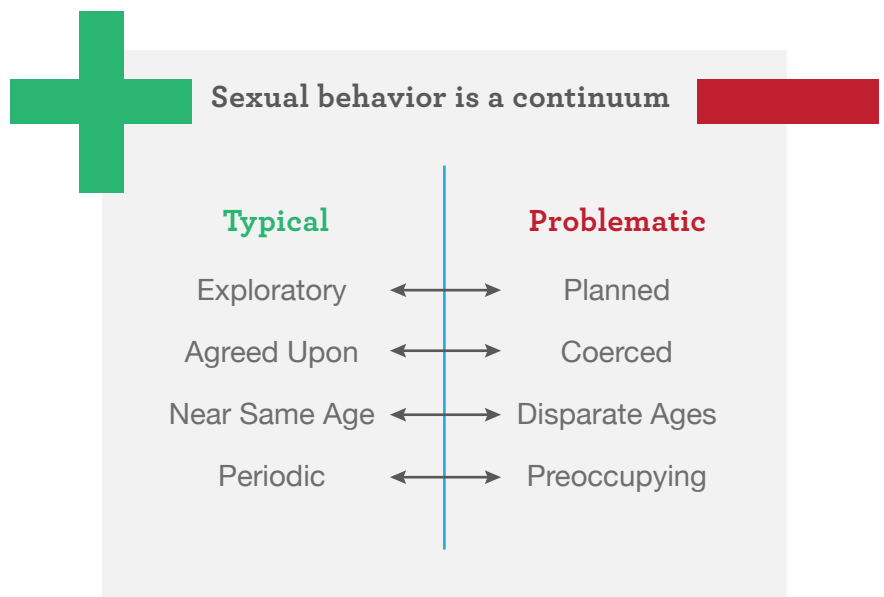 Sexual behavior is a continuum
Typical
Problematic
Exploratory
Planned
Agreed Upon
Coerced
Near Same Age
Disparate Ages
Periodic
Preoccupying